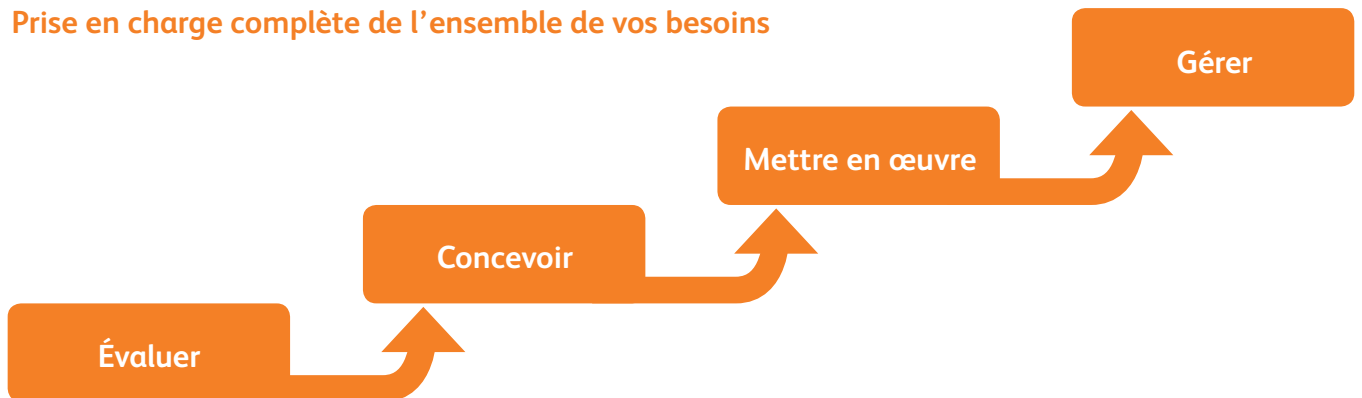 Prise en charge complète de l’ensemble de vos besoins
Gérer
Mettre en œuvre
Concevoir
Évaluer